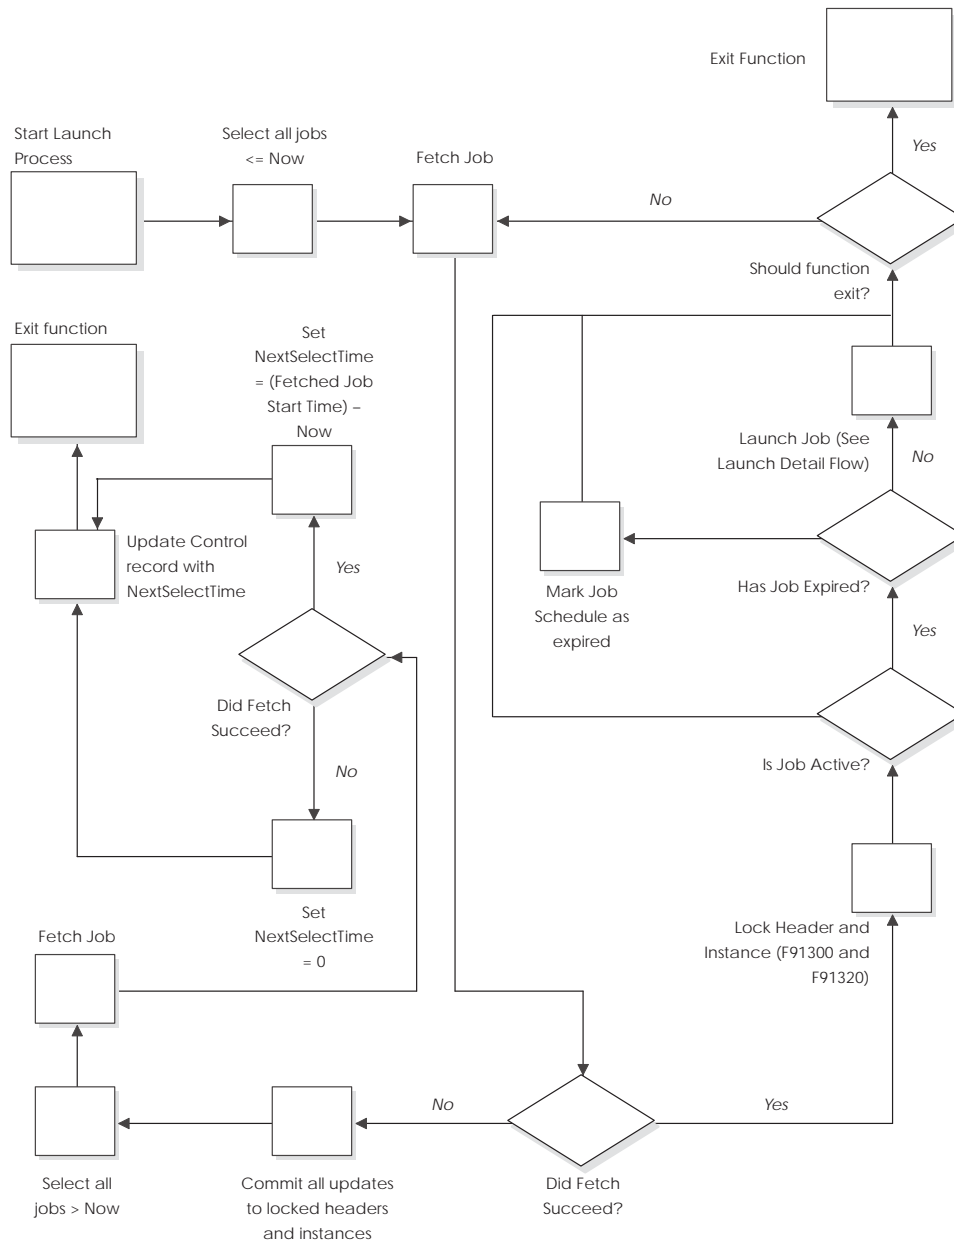 Exit Function
Start Launch
Process
Select all jobs
<= Now
Fetch Job
Yes
No
Should function
exit?
Exit function
Set
NextSelectTime
= (Fetched Job
Start Time) –
Now
Launch Job (See
Launch Detail Flow)
No
Update Control
record with
NextSelectTime
Yes
Mark Job
Schedule as
expired
Has Job Expired?
Yes
Did Fetch
Succeed?
No
Is Job Active?
Set
NextSelectTime
= 0
Lock Header and
Instance (F91300 and
F91320)
Fetch Job
No
Yes
Select all
jobs > Now
Commit all updates
to locked headers
and instances
Did Fetch
Succeed?